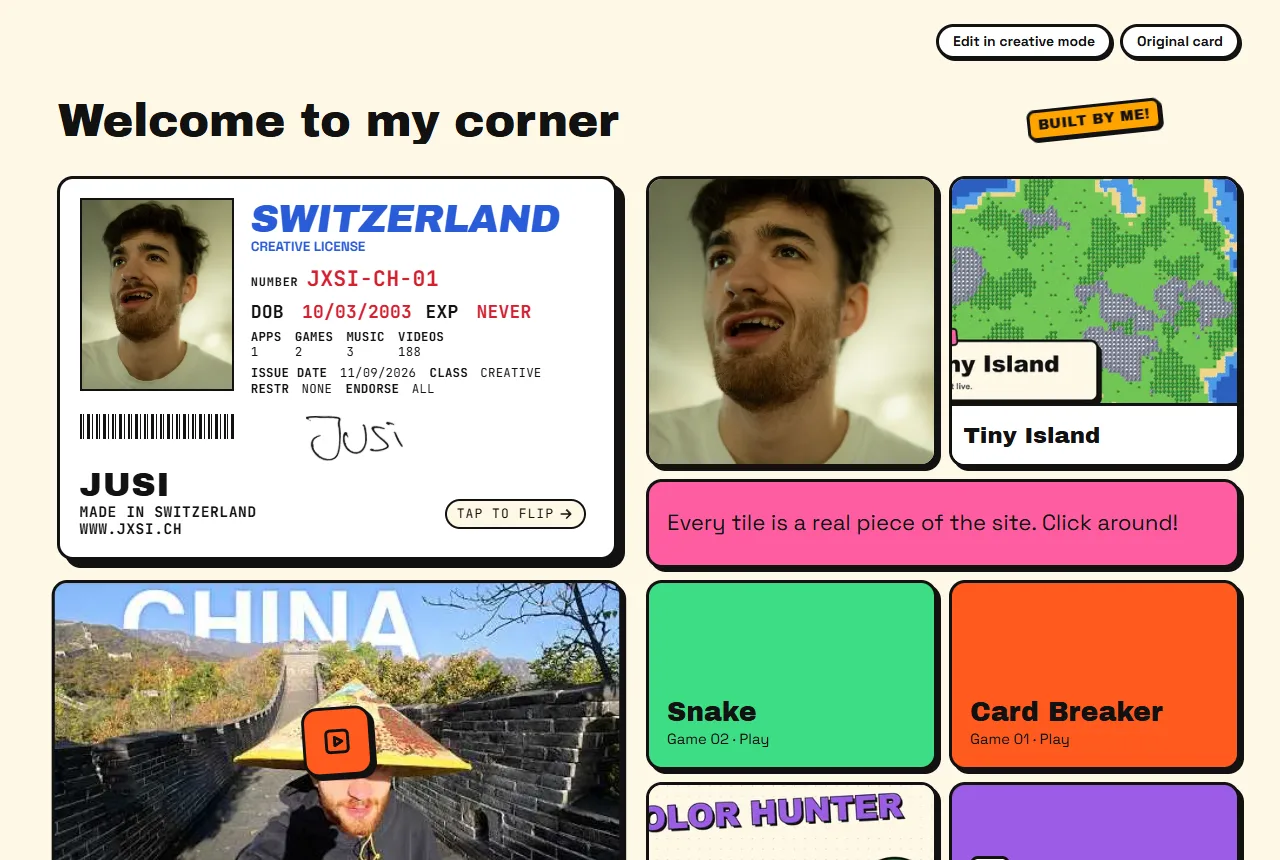 Edit in creative mode
Original card
Welcome to my corner
BUILT BY ME!
SWITZERLAND
CREATIVE LICENSE
NUMBER JXSI-CH-01
DOB 10/03/2003 EXP NEVER
APPS GAMES MUSIC VIDEOS
1 2 3 188
ISSUE DATE 11/09/2026 CLASS CREATIVE
RESTR NONE ENDORSE ALL
Jusi
JUSI
MADE IN SWITZERLAND
WWW.JXSI.CH
TAP TO FLIP →
ny Island
t live.
Tiny Island
Every tile is a real piece of the site. Click around!
CHINA
Snake
Game 02 · Play
Card Breaker
Game 01 · Play
OLOR HUNTER